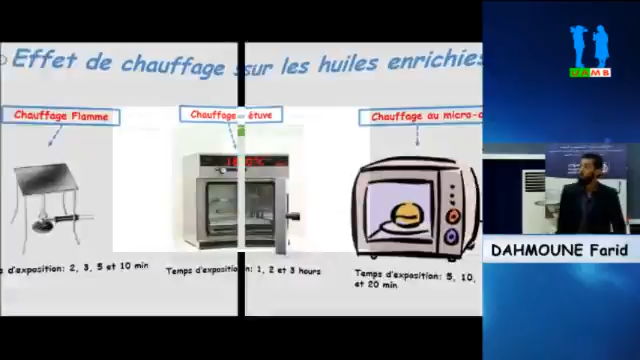 Effet de chauffage sur les huiles enrichies
Chauffage Flamme
Chauffage étuve
Chauffage au micro-o
d'exposition: 2, 3, 5 et 10 min
Temps d'exposition: 1, 2 et 3 hours
Temps d'exposition: 5, 10,
et 20 min
UAMB
DAHMOUNE Farid